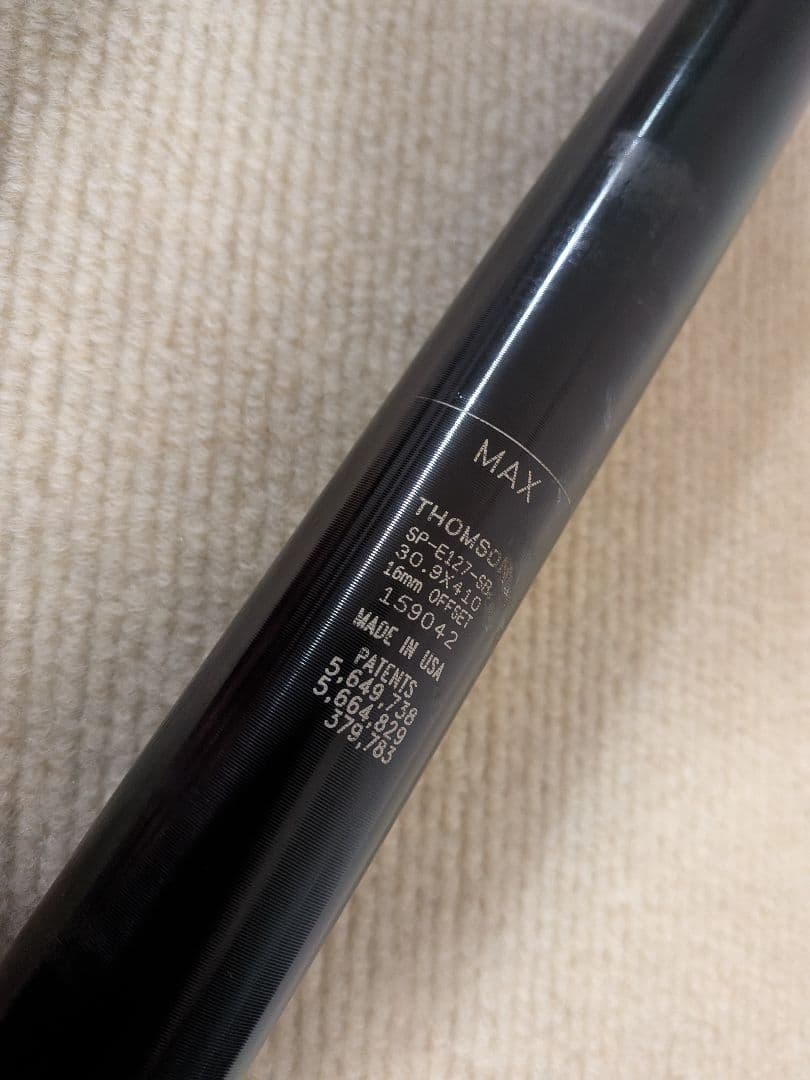 MAX
THOMSON
SP-E127-SB
30.9X410
16mm OFFSET
159042
MADE IN USA
PATENTS
5,649,738
5,664,829
379,783